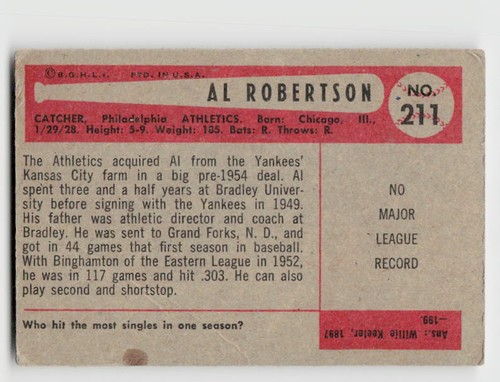 © B.G.H.L.I. PTD. IN U.S.A.
AL ROBERTSON
NO.
211
CATCHER, Philadelphia ATHLETICS. Born: Chicago, Ill.,
1/29/28. Height: 5-9. Weight: 185. Bats: R. Throws: R.
The Athletics acquired Al from the Yankees'
Kansas City farm in a big pre-1954 deal. Al
spent three and a half years at Bradley Univer-
sity before signing with the Yankees in 1949.
His father was athletic director and coach at
Bradley. He was sent to Grand Forks, N. D., and
got in 44 games that first season in baseball.
With Binghamton of the Eastern League in 1952,
he was in 117 games and hit .303. He can also
play second and shortstop.
NO
MAJOR
LEAGUE
RECORD
Who hit the most singles in one season?
Ans.: Willie Keeler, 1897
—199.